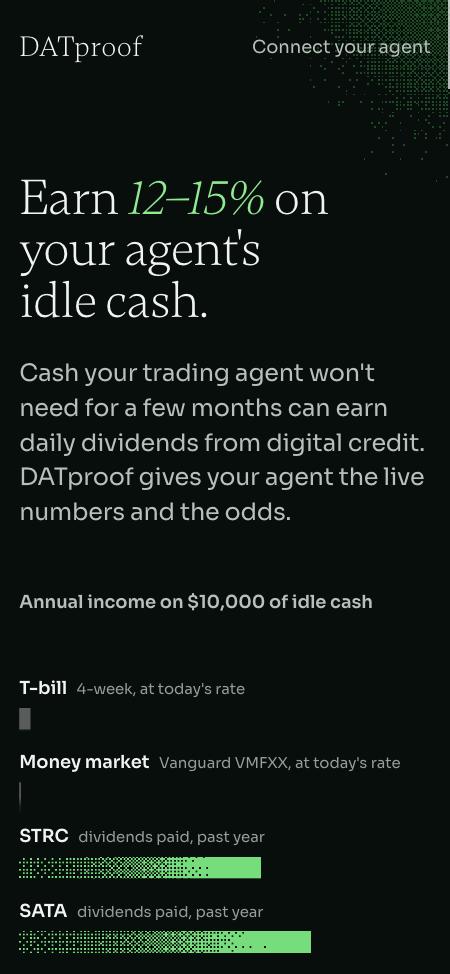 DATproof
Connect your agent
Earn 12–15% on
your agent's
idle cash.
Cash your trading agent won't
need for a few months can earn
daily dividends from digital credit.
DATproof gives your agent the live
numbers and the odds.
Annual income on $10,000 of idle cash
T-bill 4-week, at today's rate
Money market Vanguard VMFXX, at today's rate
STRC dividends paid, past year
SATA dividends paid, past year